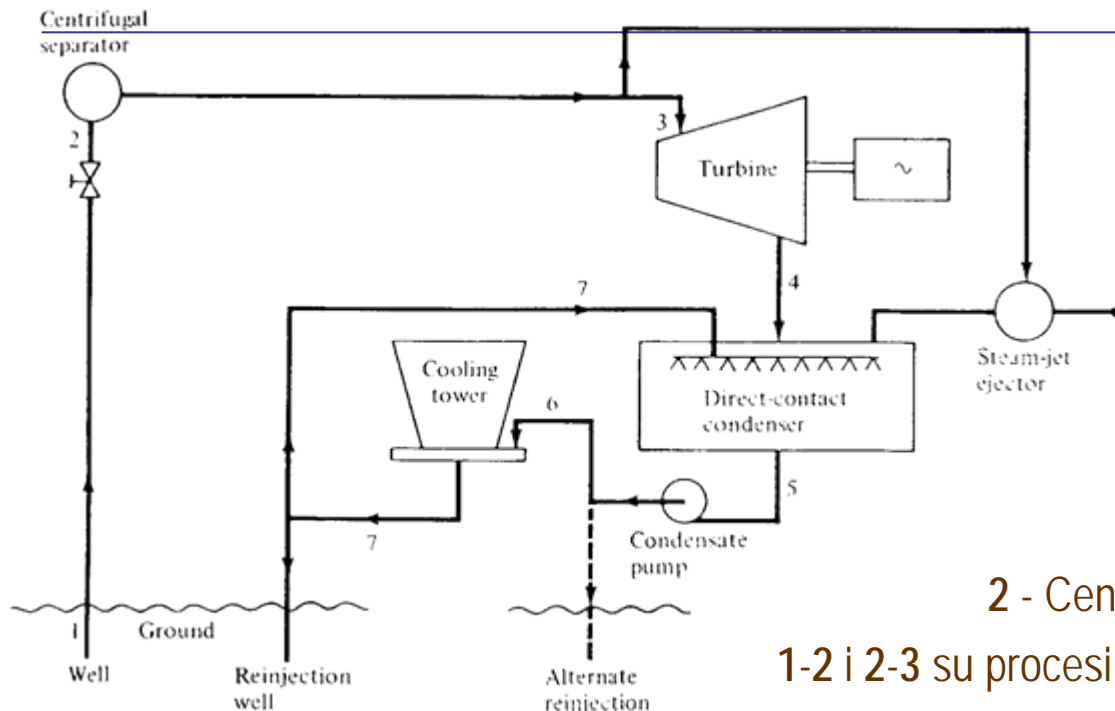 Centrifugal
separator
2
3
Turbine
~
4
7
Cooling
tower
6
Direct-contact
condenser
Steam-jet
ejector
5
7
Condensate
pump
1
Ground
Well
Reinjection
well
Alternate
reinjection
2 - Cen
1-2 i 2-3 su procesi